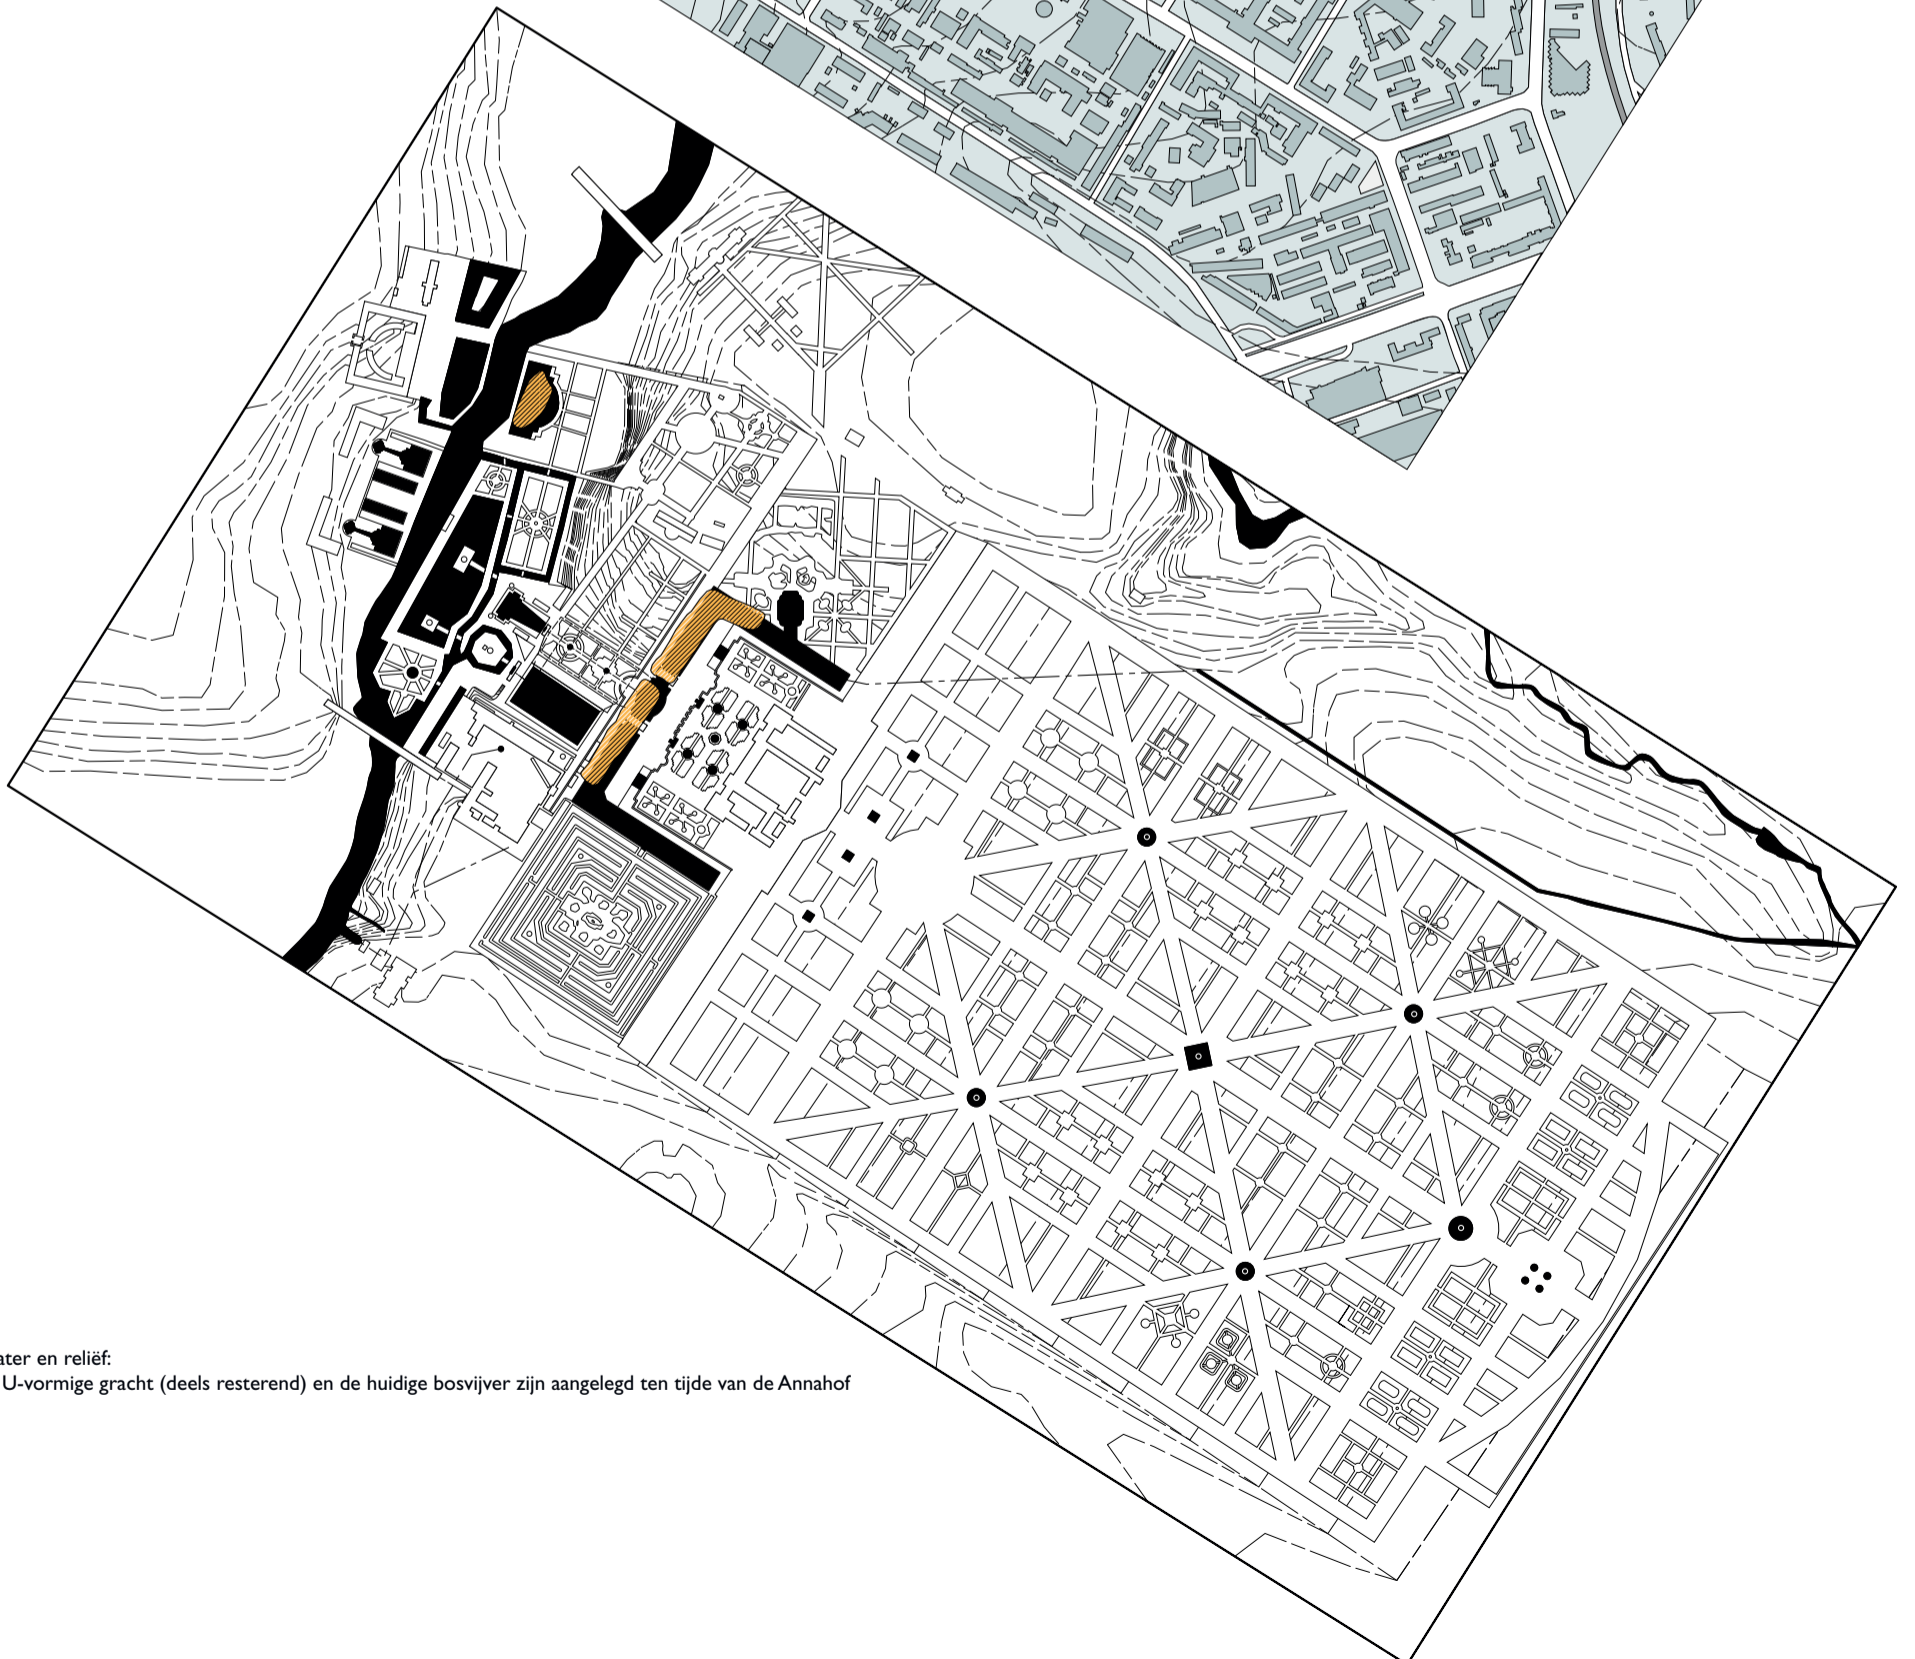 ater en reliëf:
U-vormige gracht (deels resterend) en de huidige bosvijver zijn aangelegd ten tijde van de Annahof